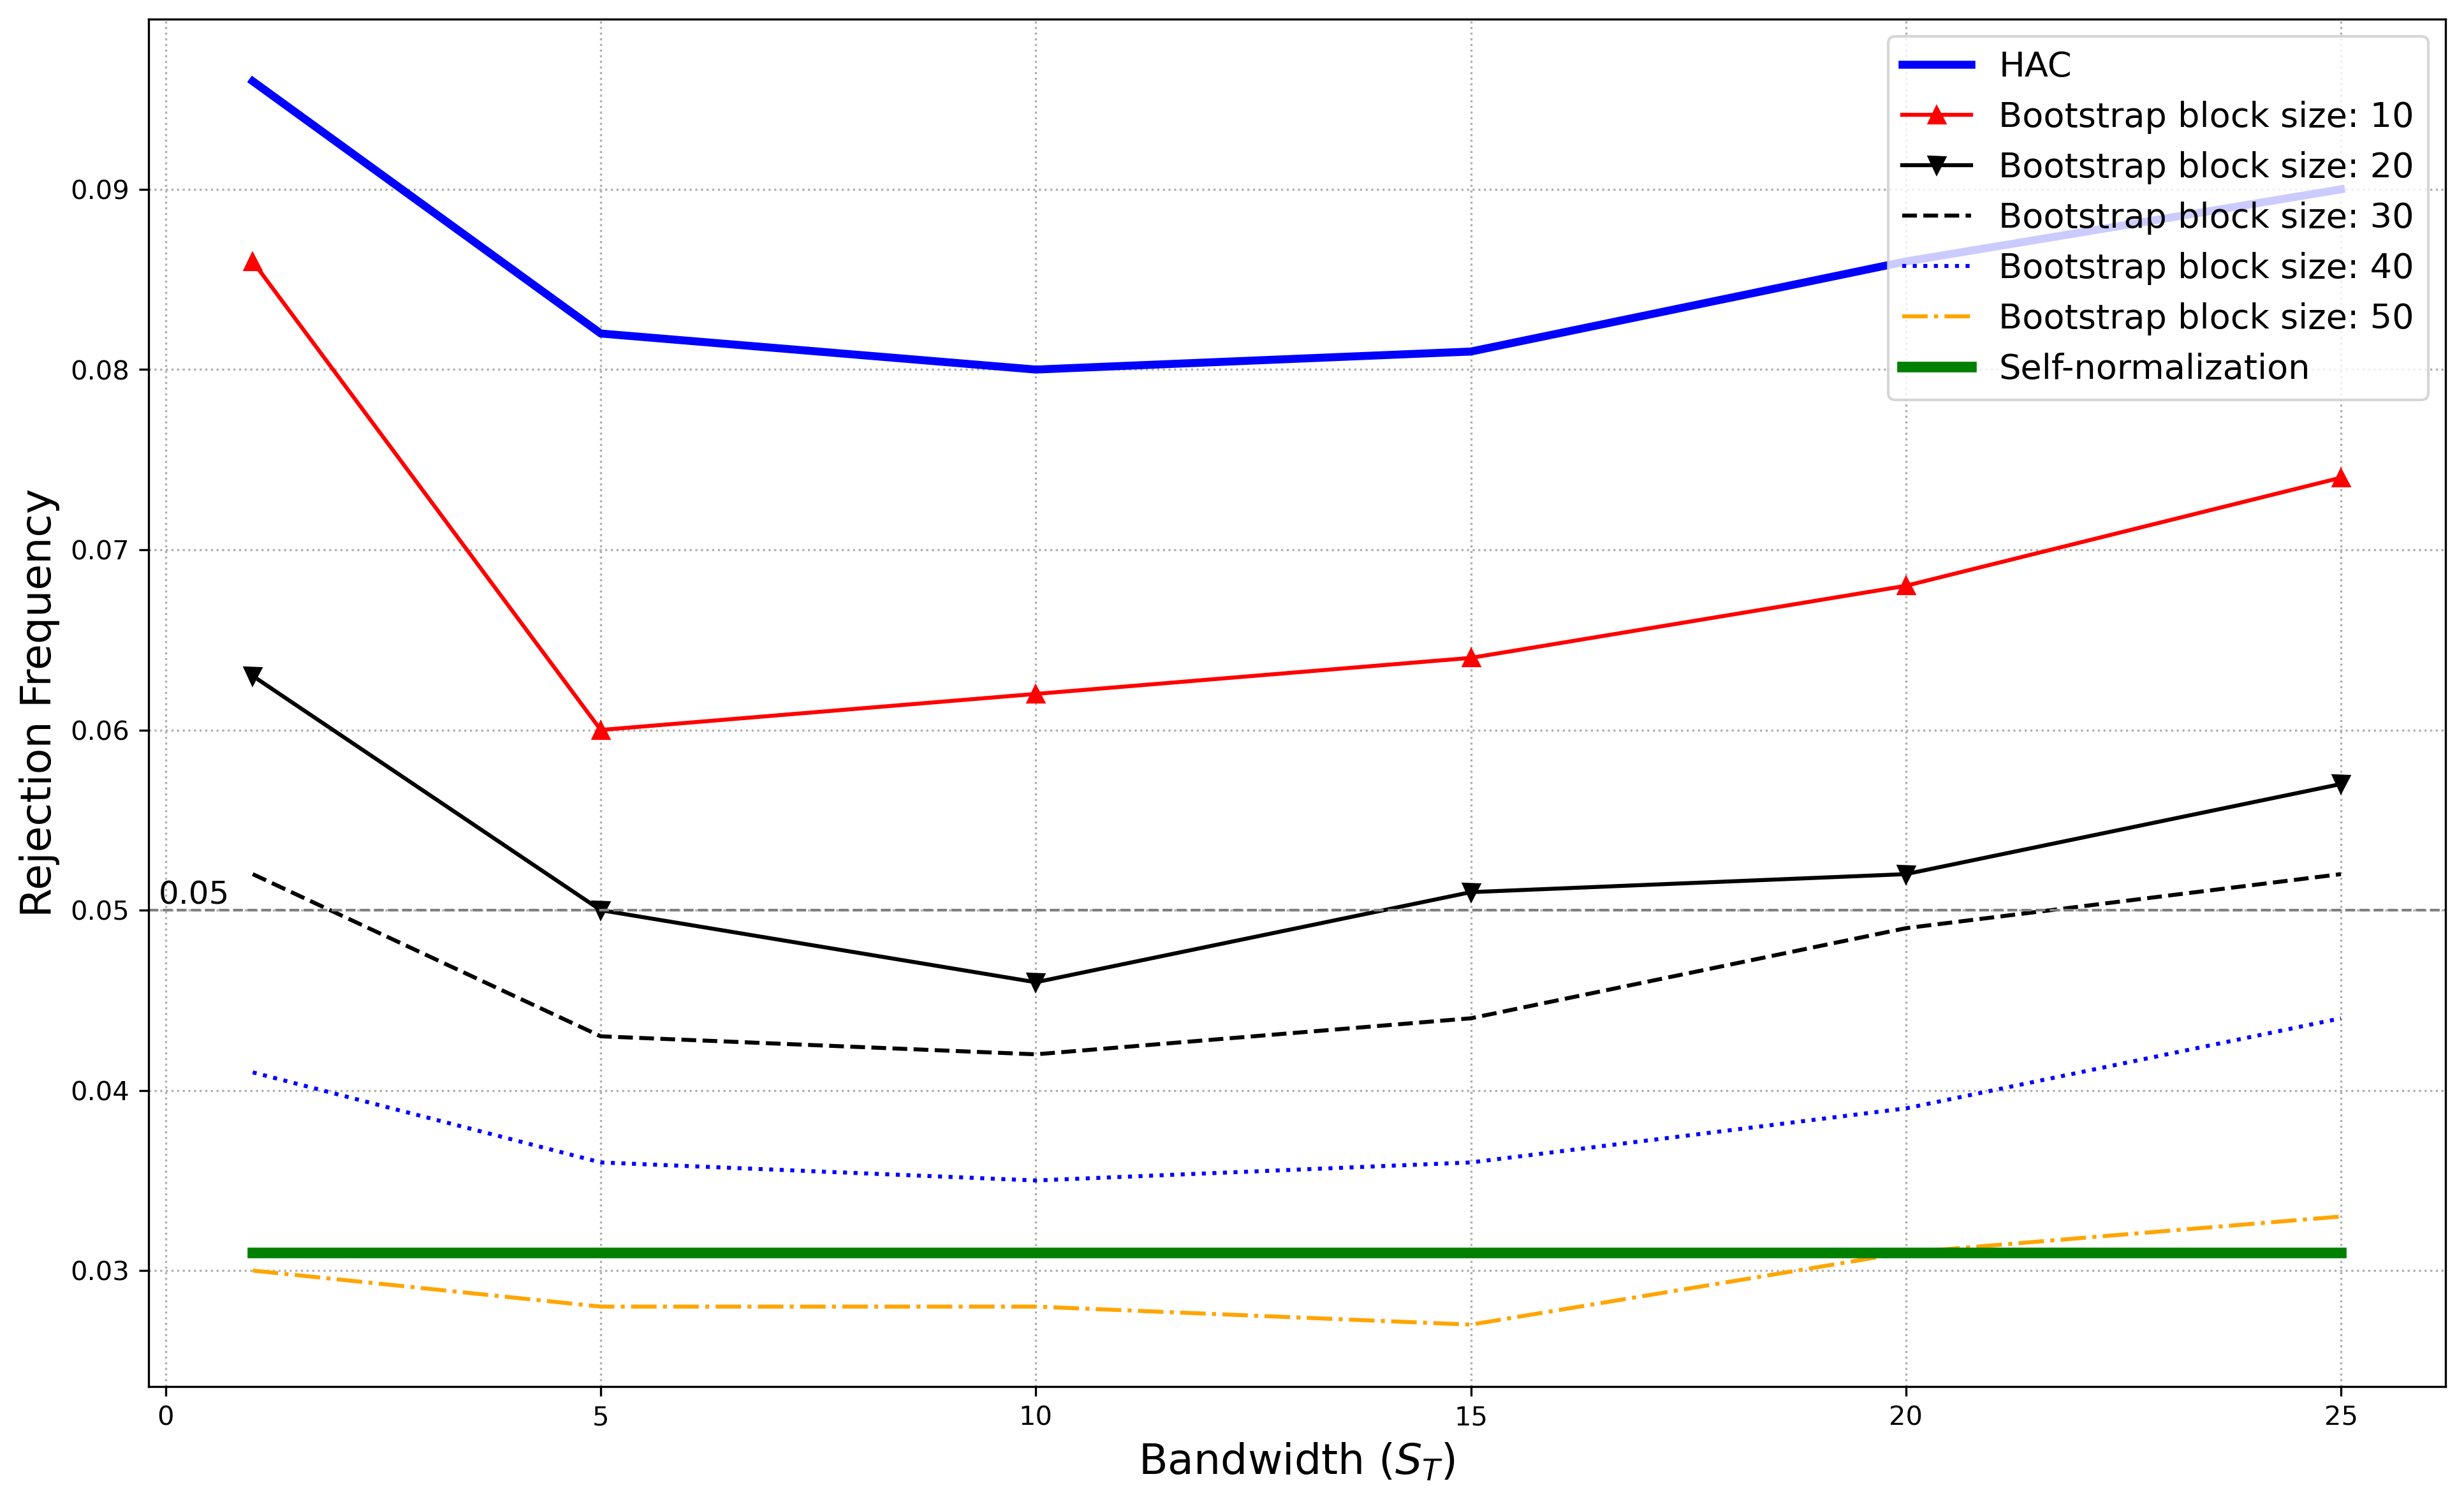 HAC
Bootstrap block size: 10
Bootstrap block size: 20
Bootstrap block size: 30
Bootstrap block size: 40
Bootstrap block size: 50
Self-normalization
Rejection Frequency
0.09
0.08
0.07
0.06
0.05
0.05
0.04
0.03
0 5 10 15 20 25
Bandwidth (S_T)